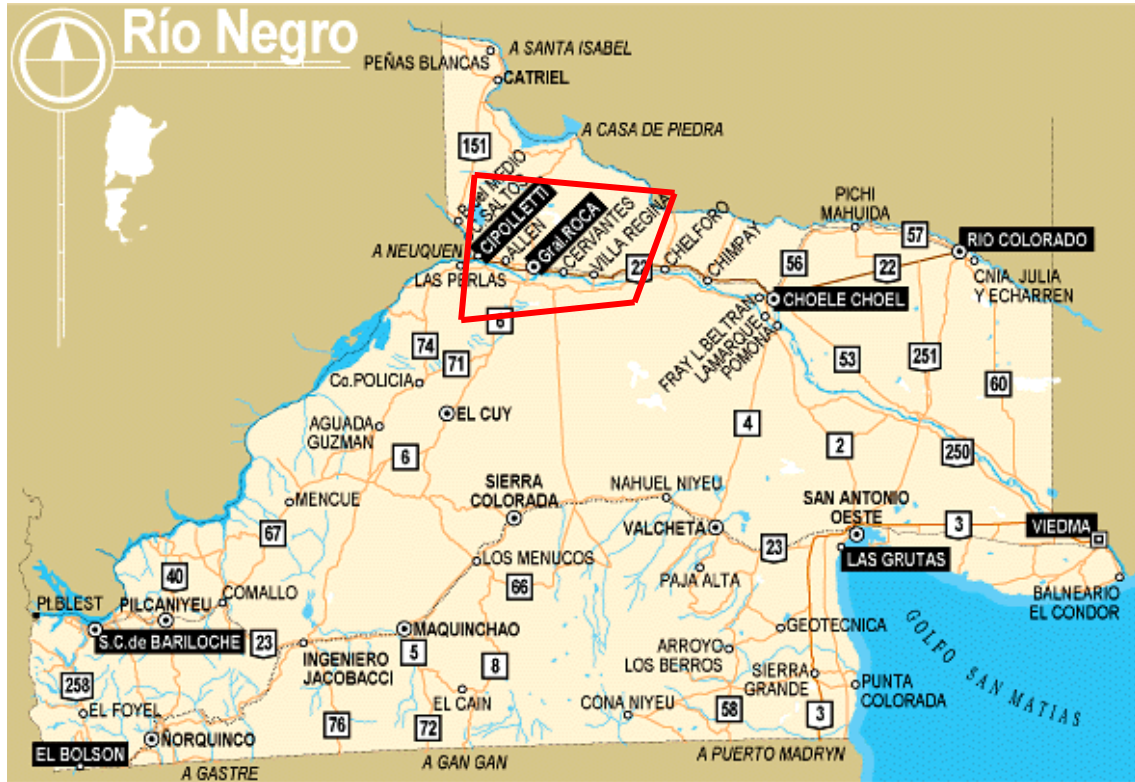 Río Negro
A SANTA ISABEL
PEÑAS BLANCAS
CATRIEL
A CASA DE PIEDRA
151
B. del MEDIO
C. SALTOS
CIPOLLETTI
ALLEN
Gral. ROCA
CERVANTES
VILLA REGINA
A NEUQUEN
LAS PERLAS
22
CHELFORO
CHIMPAY
PICHI
MAHUIDA
57
RIO COLORADO
56
22
CNIA. JULIA
Y ECHARREN
CHOELE CHOEL
FRAY L.BELTRAN
LAMARQUE
POMONA
6
74
71
53
251
60
Co.POLICIA
EL CUY
AGUADA
GUZMAN
6
4
2
250
MENCUE
SIERRA
COLORADA
NAHUEL NIYEU
VALCHETA
SAN ANTONIO
OESTE
3
VIEDMA
67
23
LAS GRUTAS
LOS MENUCOS
66
PAJA ALTA
BALNEARIO
EL CONDOR
40
COMALLO
Pt.BLEST
PILCANIYEU
S.C.de BARILOCHE
23
MAQUINCHAO
5
8
GEOTECNICA
ARROYO
LOS BERROS
GOLFO SAN MATIAS
INGENIERO
JACOBACCI
SIERRA
GRANDE
PUNTA
COLORADA
258
EL FOYEL
EL CAIN
CONA NIYEU
76
72
58
3
ÑORQUINCO
EL BOLSON
A GASTRE
A GAN GAN
A PUERTO MADRYN